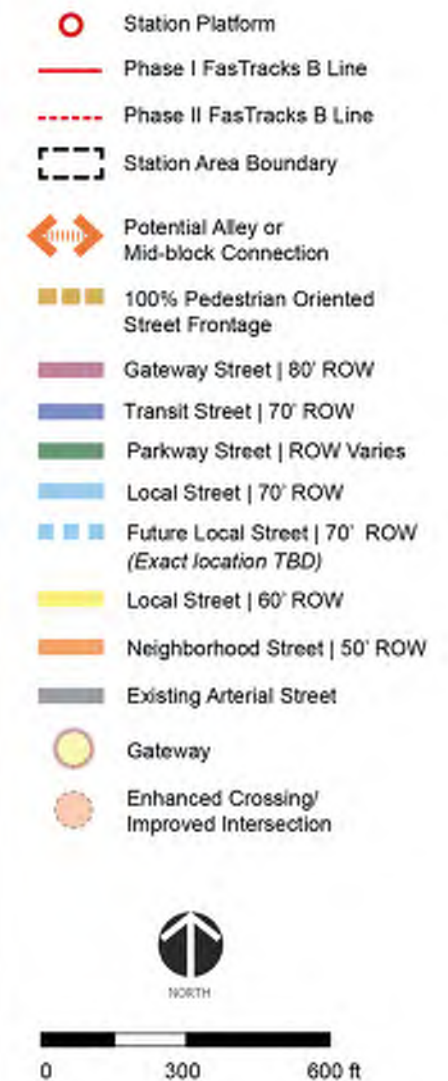 Station Platform
Phase I FasTracks B Line
Phase II FasTracks B Line
Station Area Boundary
Potential Alley or
Mid-block Connection
100% Pedestrian Oriented
Street Frontage
Gateway Street | 80' ROW
Transit Street | 70' ROW
Parkway Street | ROW Varies
Local Street | 70' ROW
Future Local Street | 70' ROW
(Exact location TBD)
Local Street | 60' ROW
Neighborhood Street | 50' ROW
Existing Arterial Street
Gateway
Enhanced Crossing/
Improved Intersection
NORTH
0 300 600 ft